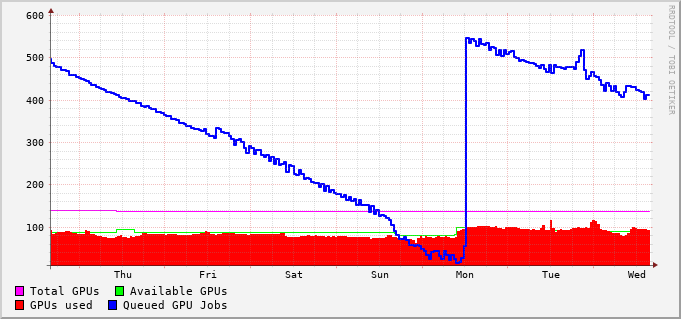 600
500
400
300
200
100
Thu Fri Sat Sun Mon Tue Wed
Total GPUs Available GPUs
GPUs used Queued GPU Jobs
RRDTOOL / TOBI OETIKER